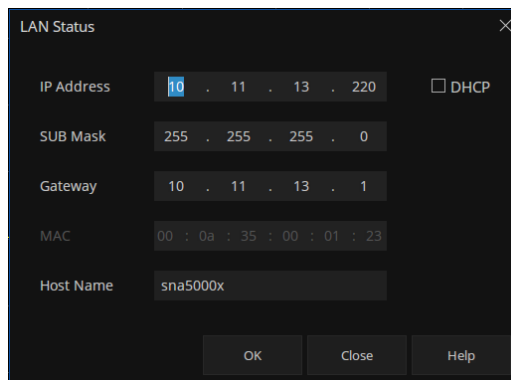 LAN Status
IP Address 10 . 11 . 13 . 220 DHCP
SUB Mask 255 . 255 . 255 . 0
Gateway 10 . 11 . 13 . 1
MAC 00 : 0a : 35 : 00 : 01 : 23
Host Name sna5000x
OK Close Help